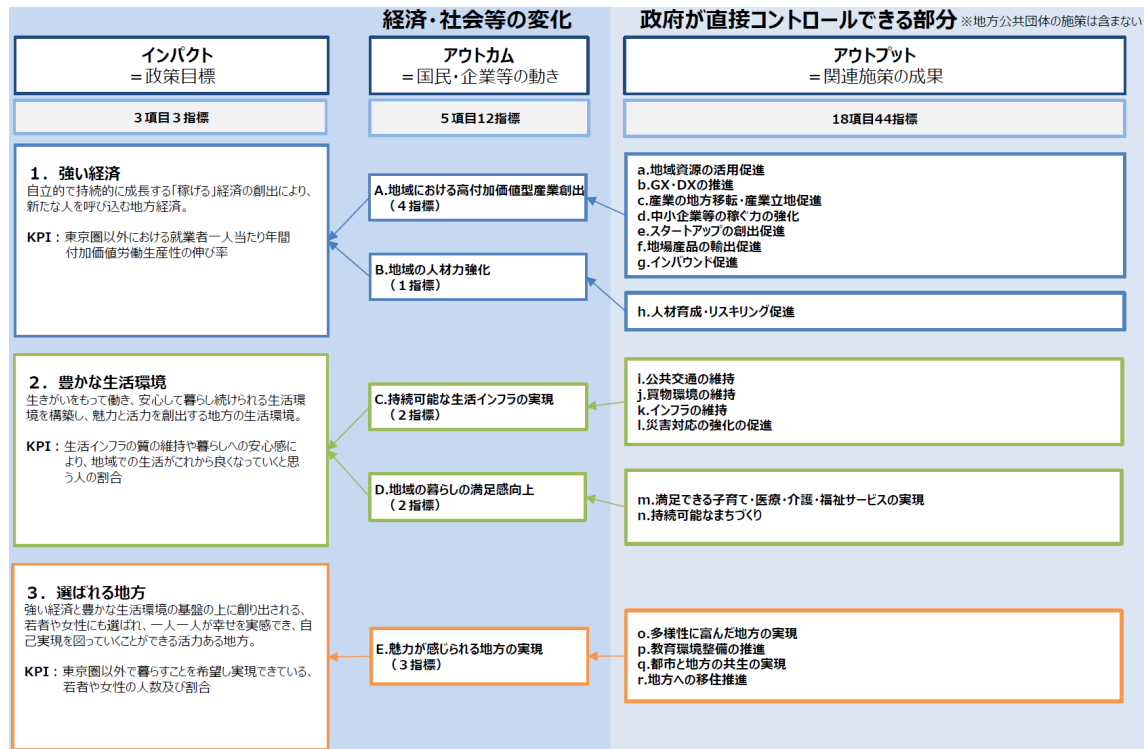 経済・社会等の変化
政府が直接コントロールできる部分 ※地方公共団体の施策は含まない
インパクト
＝政策目標
アウトカム
＝国民・企業等の動き
アウトプット
＝関連施策の成果
3項目3指標
5項目12指標
18項目44指標
1．強い経済
自立的で持続的に成長する「稼げる」経済の創出により、
新たな人を呼び込む地方経済。
KPI：東京圏以外における就業者一人当たり年間
付加価値労働生産性の伸び率
A.地域における高付加価値型産業創出
（4指標）
B.地域の人材力強化
（1指標）
a.地域資源の活用促進
b.GX・DXの推進
c.産業の地方移転・産業立地促進
d.中小企業等の稼ぐ力の強化
e.スタートアップの創出促進
f.地場産品の輸出促進
g.インバウンド促進
h.人材育成・リスキリング促進
2．豊かな生活環境
生きがいをもって働き、安心して暮らし続けられる生活環
境を構築し、魅力と活力を創出する地方の生活環境。
KPI：生活インフラの質の維持や暮らしへの安心感に
より、地域での生活がこれから良くなっていくと思
う人の割合
C.持続可能な生活インフラの実現
（2指標）
D.地域の暮らしの満足感向上
（2指標）
i.公共交通の維持
j.買物環境の維持
k.インフラの維持
l.災害対応の強化の促進
m.満足できる子育て・医療・介護・福祉サービスの実現
n.持続可能なまちづくり
3．選ばれる地方
強い経済と豊かな生活環境の基盤の上に創り出される、
若者や女性にも選ばれ、一人一人が幸せを実感でき、自
己実現を図っていくことができる活力ある地方。
KPI：東京圏以外で暮らすことを希望し実現できている、
若者や女性の人数及び割合
E.魅力が感じられる地方の実現
（3指標）
o.多様性に富んだ地方の実現
p.教育環境整備の推進
q.都市と地方の共生の実現
r.地方への移住推進